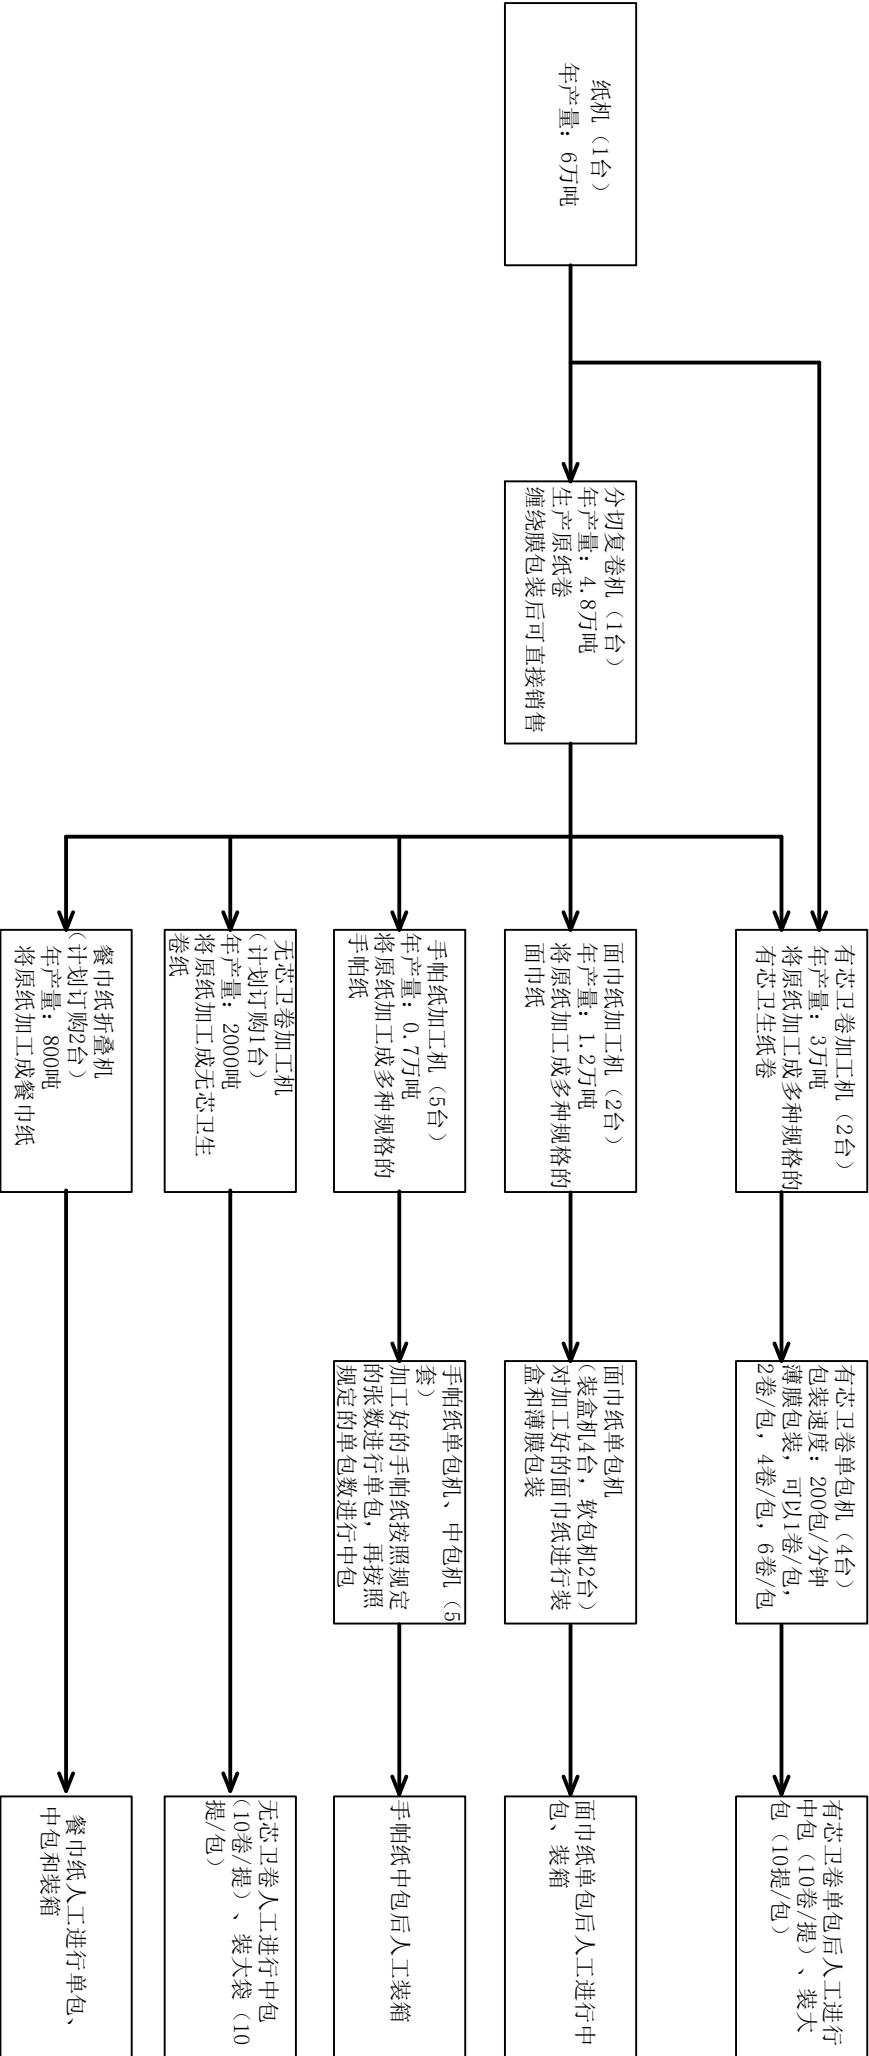 纸机（1台）
年产量：6万吨
分切复卷机（1台）
年产量：4.8万吨
生产原纸卷
缠绕膜包装后可直接销售
有芯卫卷加工机（2台）
年产量：3万吨
将原纸加工成多种规格的
有芯卫生纸卷
有芯卫卷单包机（4台）
包装速度：200包/分钟
薄膜包装，可以1卷/包，
2卷/包，4卷/包，6卷/包
有芯卫卷单包后人工进行
中包（10卷/提）、装大
包（10提/包）
面巾纸加工机（2台）
年产量：1.2万吨
将原纸加工成多种规格的
面巾纸
面巾纸单包机
（装盒机4台，软包机2台）
对加工好的面巾纸进行装
盒和薄膜包装
面巾纸单包后人工进行中
包、装箱
手帕纸加工机（5台）
年产量：0.7万吨
将原纸加工成多种规格的
手帕纸
手帕纸单包机、中包机（5
套）
加工好的手帕纸按照规定
的张数进行单包，再按照
规定的单包数进行中包
手帕纸中包后人工装箱
无芯卫卷加工机
（计划订购1台）
年产量：2000吨
将原纸加工成无芯卫生
卷纸
无芯卫卷人工进行中包
（10卷/提）、装大袋（10
提/包）
餐巾纸折叠机
（计划订购2台）
年产量：800吨
将原纸加工成餐巾纸
餐巾纸人工进行单包、
中包和装箱